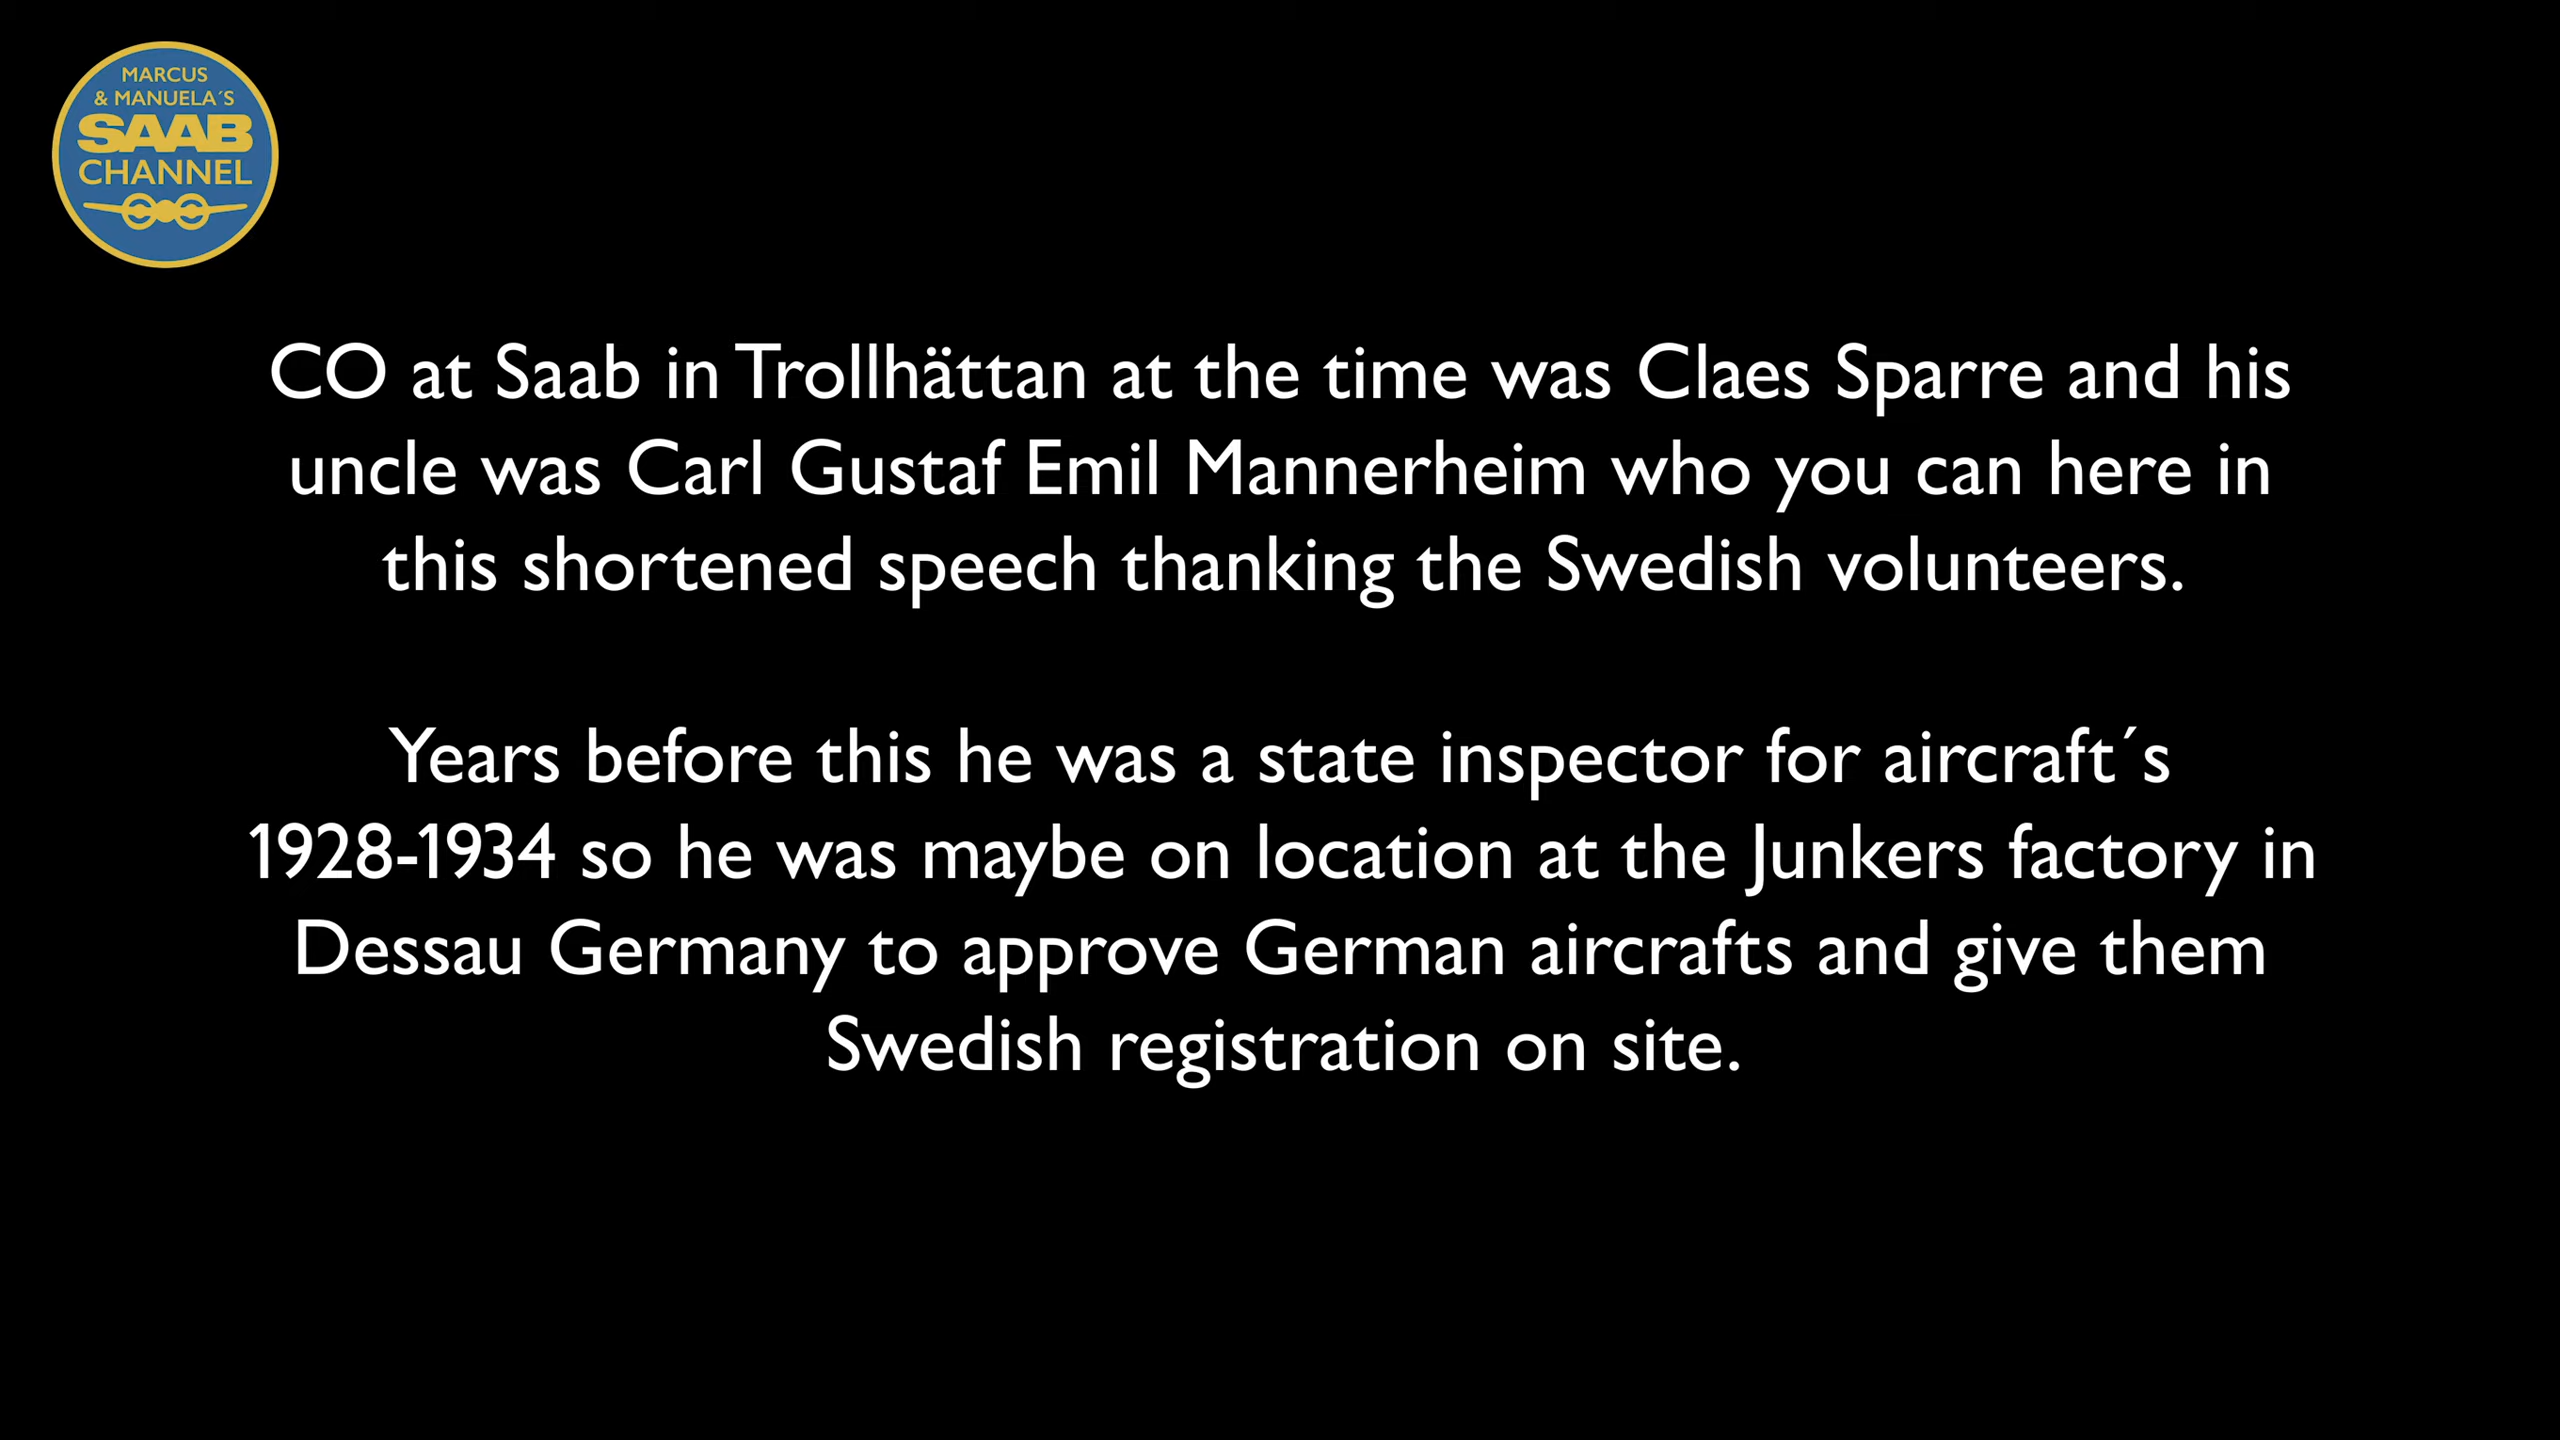 MARCUS
& MANUELA´S
SAAB
CHANNEL
CO at Saab in Trollhättan at the time was Claes Sparre and his
uncle was Carl Gustaf Emil Mannerheim who you can here in
this shortened speech thanking the Swedish volunteers.
Years before this he was a state inspector for aircraft´s
1928-1934 so he was maybe on location at the Junkers factory in
Dessau Germany to approve German aircrafts and give them
Swedish registration on site.